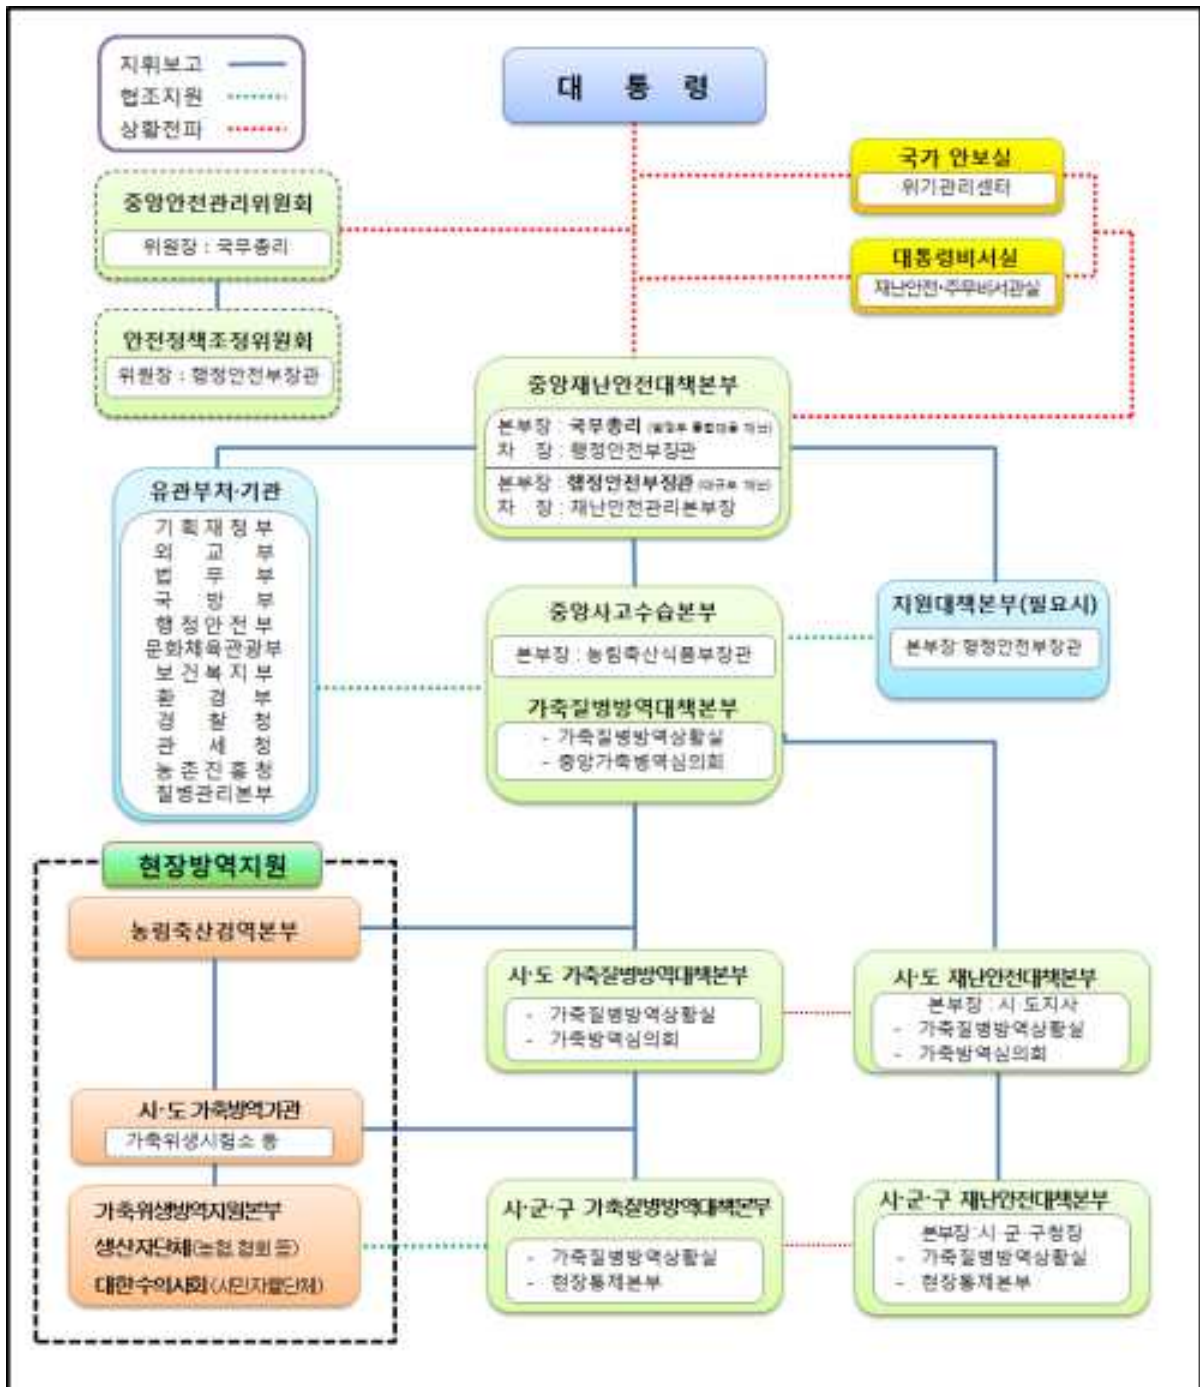 지휘보고
협조지원
상황전파
대 통 령
국가 안보실
위기관리센터
중앙안전관리위원회
위원장 : 국무총리
대통령비서실
재난안전·주무비서관실
안전정책조정위원회
위원장 : 행정안전부장관
중앙재난안전대책본부
본부장 : 국무총리 (범정부 통합대응 재난)
차 장 : 행정안전부장관
본부장 : 행정안전부장관 (대규모 재난)
차 장 : 재난안전관리본부장
유관부처·기관
기 획 재 정 부
외 교 부
법 무 부
국 방 부
행 정 안 전 부
문화체육관광부
보 건 복 지 부
환 경 부
경 찰 청
관 세 청
농 촌 진 흥 청
질병관리본부
중앙사고수습본부
본부장 : 농림축산식품부장관
가축질병방역대책본부
- 가축질병방역상황실
- 중앙가축방역심의회
지원대책본부(필요시)
본부장 행정안전부장관
현장방역지원
농림축산검역본부
시·도 가축방역기관
가축위생시험소 등
가축위생방역지원본부
생산자단체(농협, 협회 등)
대한수의사회(시민자율단체)
시·도 가축질병방역대책본부
- 가축질병방역상황실
- 가축방역심의회
시·도 재난안전대책본부
본부장 : 시 도지사
- 가축질병방역상황실
- 가축방역심의회
시·군·구 가축질병방역대책본부
- 가축질병방역상황실
- 현장통제본부
시·군·구 재난안전대책본부
본부장 시 군 구청장
- 가축질병방역상황실
- 현장통제본부